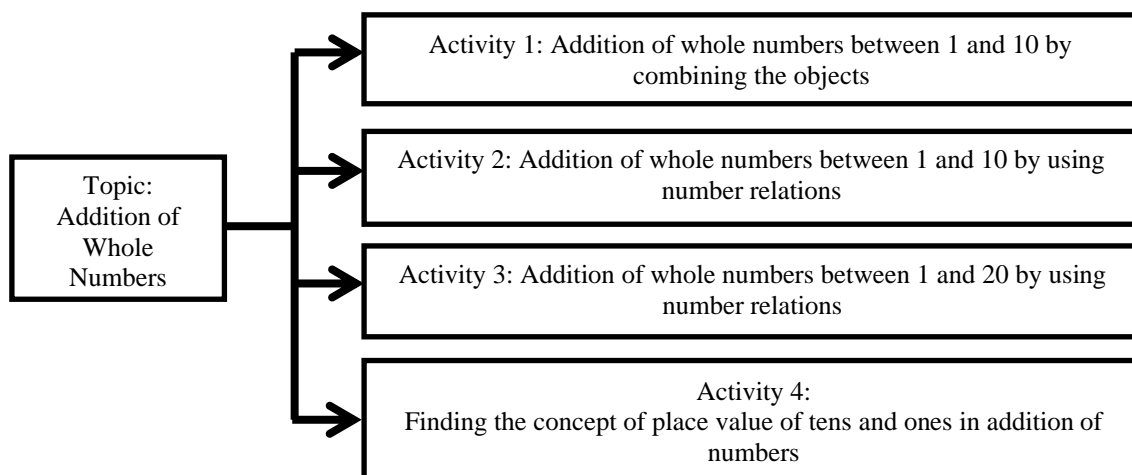 Topic:
Addition of
Whole
Numbers
Activity 1: Addition of whole numbers between 1 and 10 by
combining the objects
Activity 2: Addition of whole numbers between 1 and 10 by using
number relations
Activity 3: Addition of whole numbers between 1 and 20 by using
number relations
Activity 4:
Finding the concept of place value of tens and ones in addition of
numbers